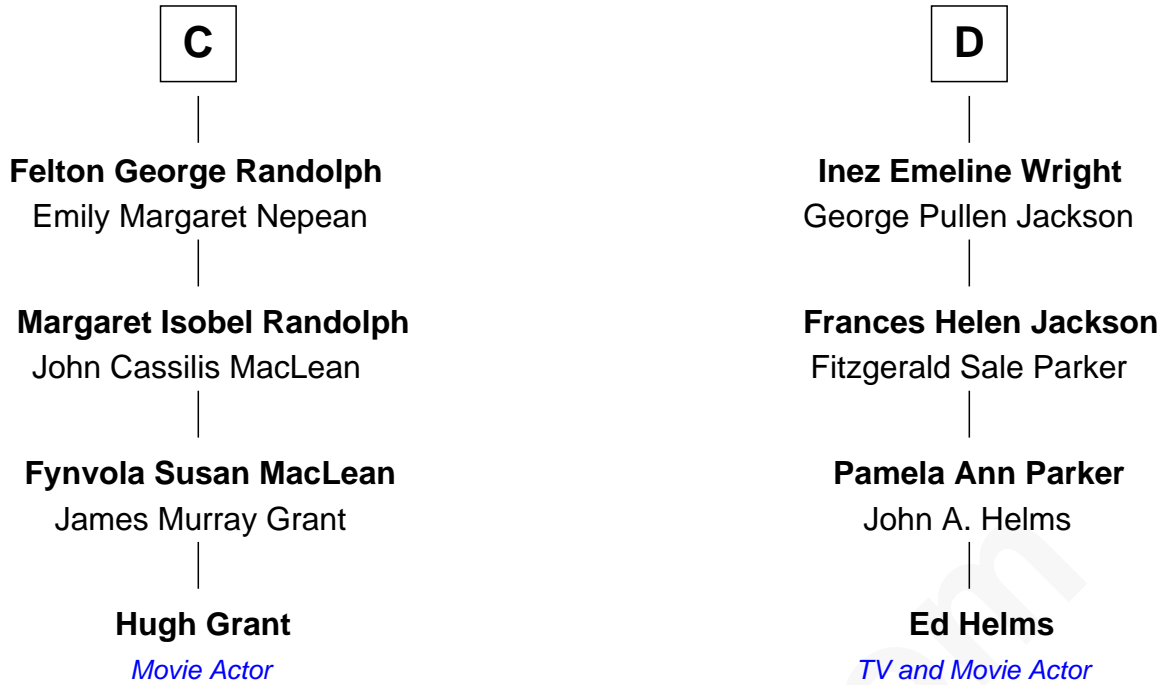 C
Felton George Randolph
Emily Margaret Nepean
Margaret Isobel Randolph
John Cassilis MacLean
Fynvola Susan MacLean
James Murray Grant
Hugh Grant
Movie Actor
D
Inez Emeline Wright
George Pullen Jackson
Frances Helen Jackson
Fitzgerald Sale Parker
Pamela Ann Parker
John A. Helms
Ed Helms
TV and Movie Actor